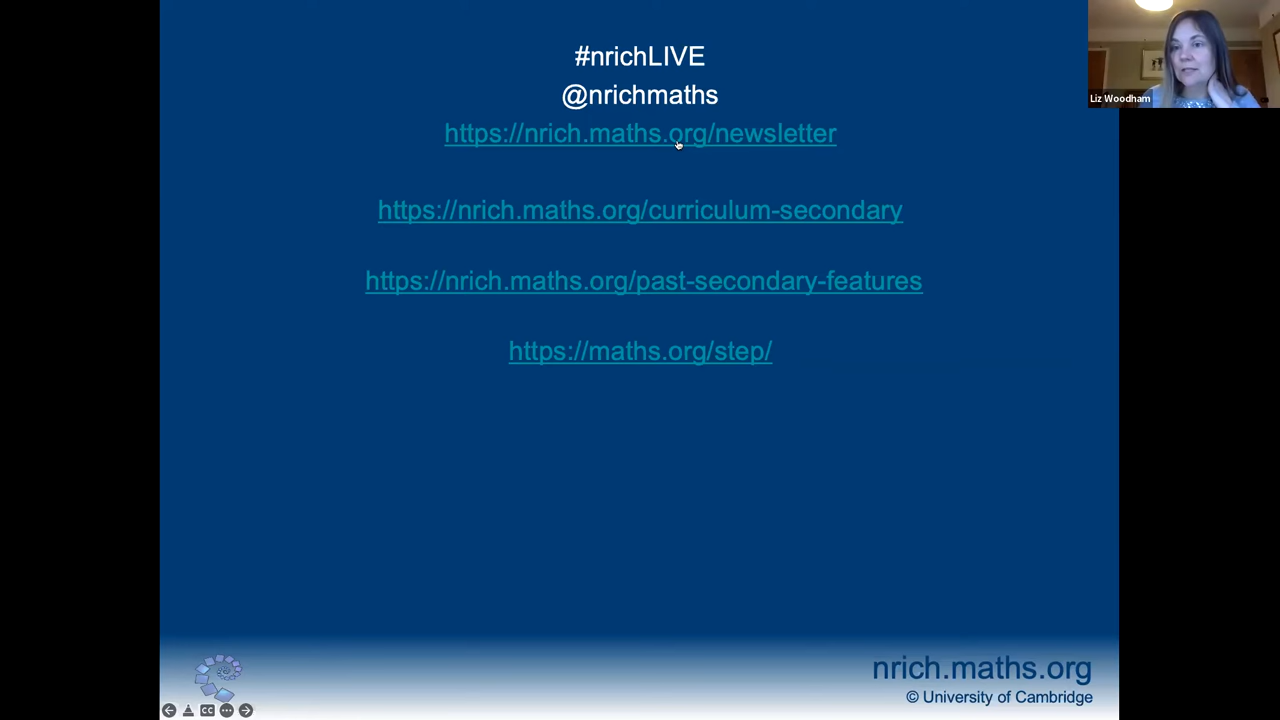 #nrichLIVE
@nrichmaths
https://nrich.maths.org/newsletter
https://nrich.maths.org/curriculum-secondary
https://nrich.maths.org/past-secondary-features
https://maths.org/step/
Liz Woodham
nrich.maths.org
© University of Cambridge
CC